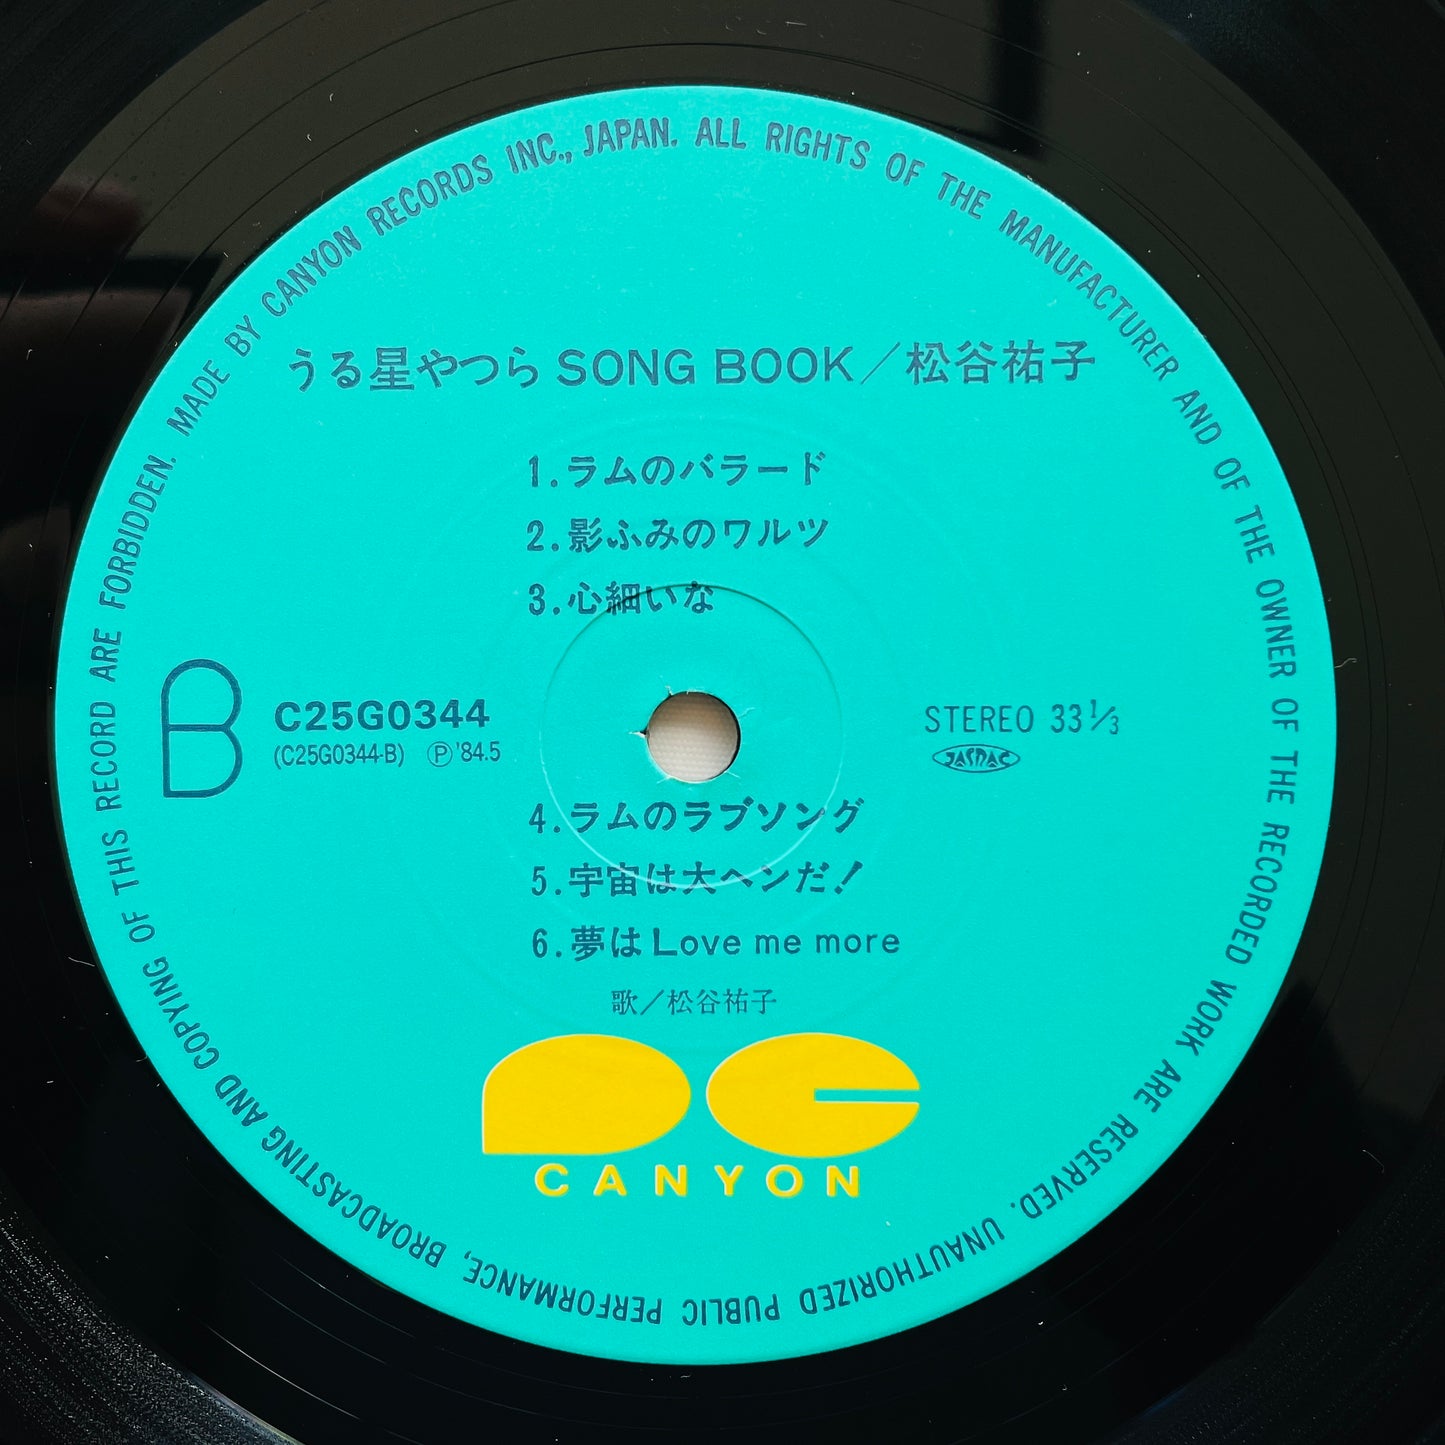 MADE BY CANYON RECORDS INC., JAPAN. ALL RIGHTS OF THE MANUFACTURER AND OF THE OWNER OF THE RECORDED WORK ARE RESERVED. UNAUTHORIZED PUBLIC PERFORMANCE, BROADCASTING AND COPYING OF THIS RECORD ARE FORBIDDEN.
うる星やつら SONG BOOK／松谷祐子
1.ラムのバラード
2.影ふみのワルツ
3.心細いな
B
C25G0344
(C25G0344-B) Ⓟ'84.5
STEREO 33 1/3
JASRAC
4.ラムのラブソング
5.宇宙は大ヘンだ!
6.夢は Love me more
歌／松谷祐子
PC
CANYON